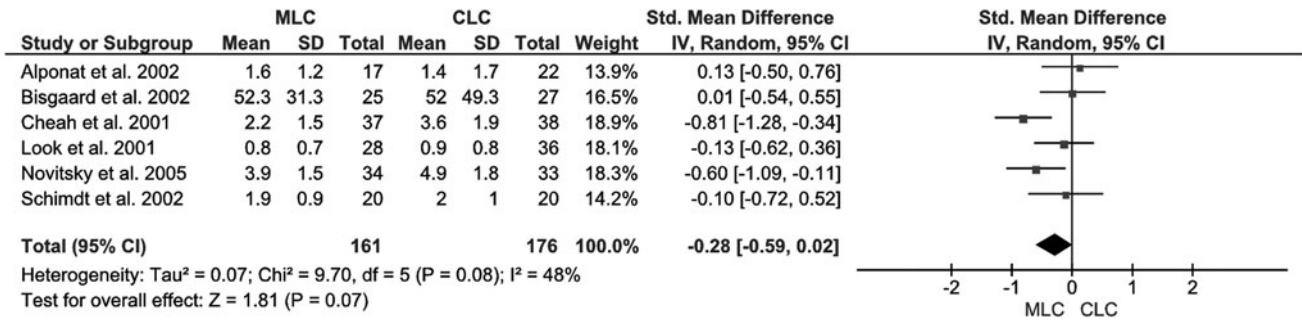 MLC CLC Std. Mean Difference Std. Mean Difference
Study or Subgroup Mean SD Total Mean SD Total Weight IV, Random, 95% CI IV, Random, 95% CI
Alponat et al. 2002 1.6 1.2 17 1.4 1.7 22 13.9% 0.13 [-0.50, 0.76]
Bisgaard et al. 2002 52.3 31.3 25 52 49.3 27 16.5% 0.01 [-0.54, 0.55]
Cheah et al. 2001 2.2 1.5 37 3.6 1.9 38 18.9% -0.81 [-1.28, -0.34]
Look et al. 2001 0.8 0.7 28 0.9 0.8 36 18.1% -0.13 [-0.62, 0.36]
Novitsky et al. 2005 3.9 1.5 34 4.9 1.8 33 18.3% -0.60 [-1.09, -0.11]
Schimdt et al. 2002 1.9 0.9 20 2 1 20 14.2% -0.10 [-0.72, 0.52]
Total (95% CI) 161 176 100.0% -0.28 [-0.59, 0.02]
Heterogeneity: Tau² = 0.07; Chi² = 9.70, df = 5 (P = 0.08); I² = 48%
Test for overall effect: Z = 1.81 (P = 0.07)
-2 -1 0 1 2
MLC CLC